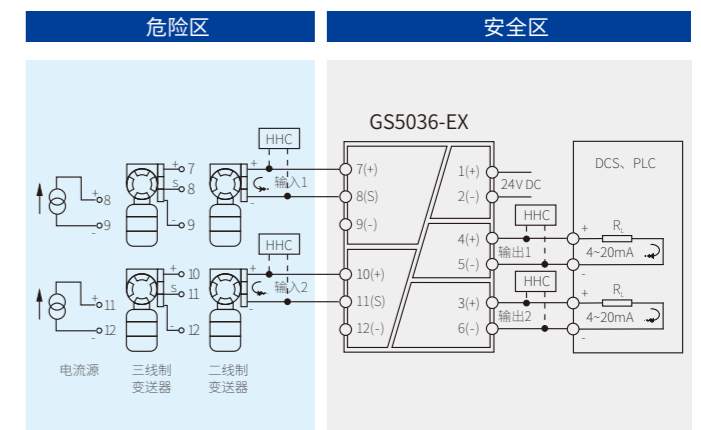 危险区
安全区
GS5036-EX
HHC
DCS、PLC
+
7
+
7(+)
1(+)
24V DC
S
8
输入1
+
8
-
8(S)
2(-)
HHC
-
9
-
9
9(-)
4(+)
输出1
+
R_L
4~20mA
HHC
5(-)
-
+
10
+
10(+)
HHC
S
11
输入2
+
11
-
11(S)
3(+)
输出2
+
R_L
4~20mA
-
12
-
12
12(-)
6(-)
-
电流源
三线制
变送器
二线制
变送器